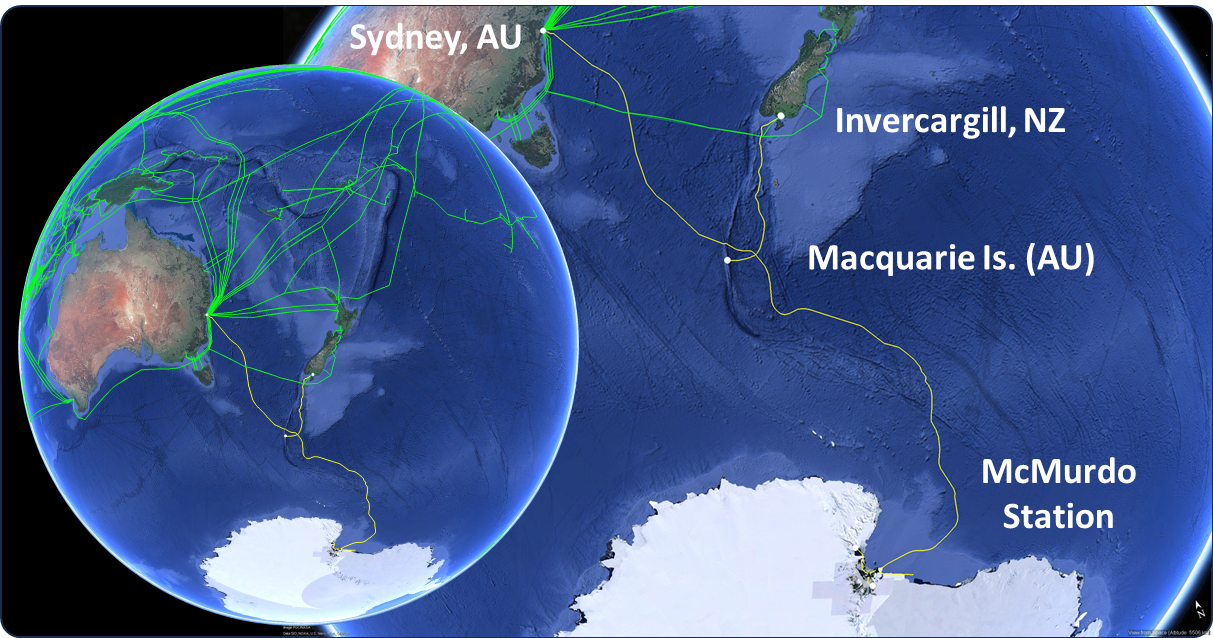 Sydney, AU
Invercargill, NZ
Macquarie Is. (AU)
McMurdo
Station
N